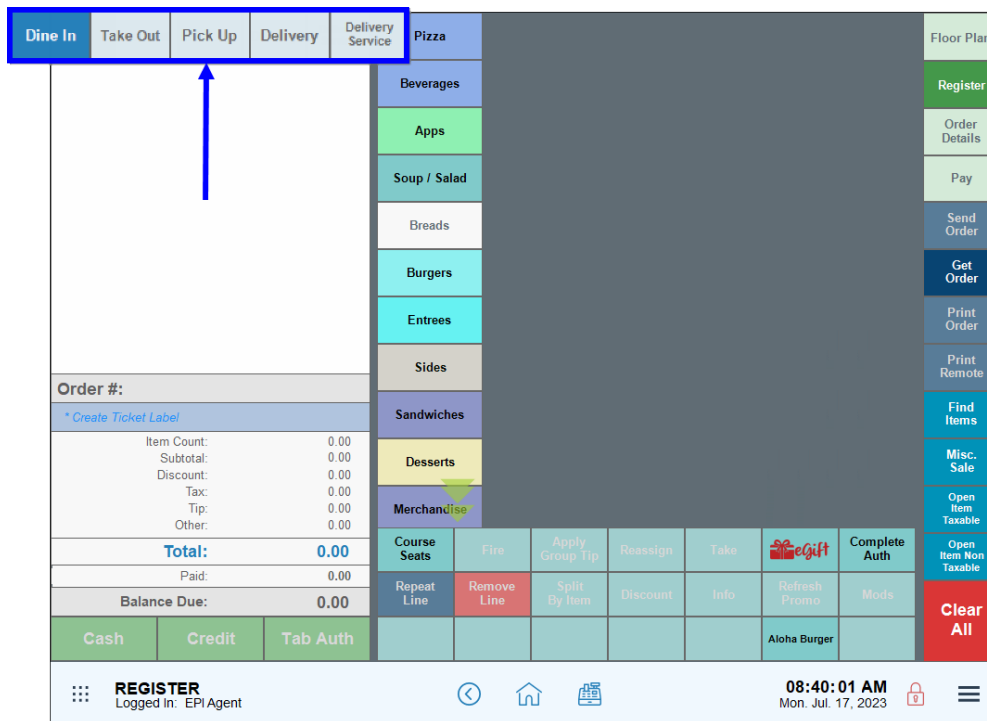 Dine In
Take Out
Pick Up
Delivery
Delivery
Service
Pizza
Beverages
Apps
Soup / Salad
Breads
Burgers
Entrees
Sides
Sandwiches
Desserts
Merchandise
Floor Plan
Register
Order
Details
Pay
Send
Order
Get
Order
Print
Order
Print
Remote
Find
Items
Misc.
Sale
Open
Item
Taxable
Open
Item Non
Taxable
Clear
All
Order #:
* Create Ticket Label
Item Count: 0.00
Subtotal: 0.00
Discount: 0.00
Tax: 0.00
Tip: 0.00
Other: 0.00
Total: 0.00
Paid: 0.00
Balance Due: 0.00
Cash
Credit
Tab Auth
Course
Seats
Fire
Apply
Group Tip
Reassign
Take
eGift
Complete
Auth
Repeat
Line
Remove
Line
Split
By Item
Discount
Info
Refresh
Promo
Mods
Aloha Burger
REGISTER
Logged In: EPI Agent
08:40:01 AM
Mon. Jul. 17, 2023